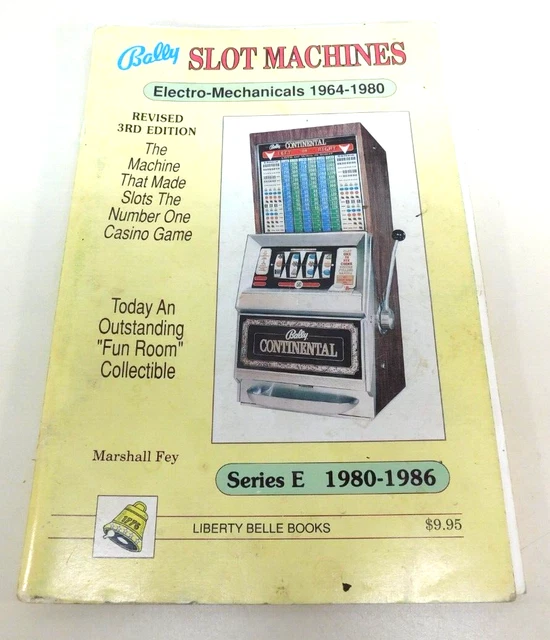 Bally SLOT MACHINES
Electro-Mechanicals 1964-1980
REVISED
3RD EDITION
The
Machine
That Made
Slots The
Number One
Casino Game
Bally
CONTINENTAL
Bally
CONTINENTAL
Today An
Outstanding
"Fun Room"
Collectible
Marshall Fey
Series E 1980-1986
1776
LIBERTY BELLE BOOKS
$9.95